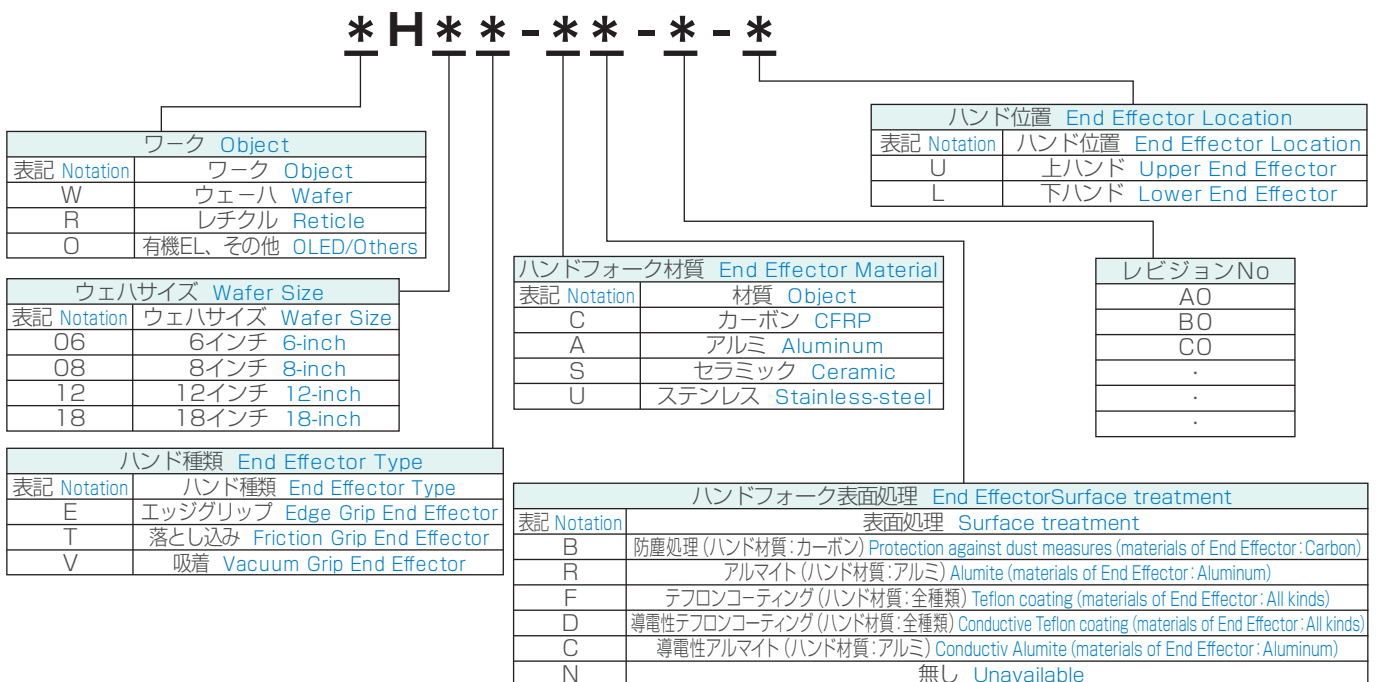 *H**-**-*-*
ワーク Object
表記 Notation ワーク Object
W ウェーハ Wafer
R レチクル Reticle
O 有機EL、その他 OLED/Others
ウェハサイズ Wafer Size
表記 Notation ウェハサイズ Wafer Size
06 6インチ 6-inch
08 8インチ 8-inch
12 12インチ 12-inch
18 18インチ 18-inch
ハンド種類 End Effector Type
表記 Notation ハンド種類 End Effector Type
E エッジグリップ Edge Grip End Effector
T 落とし込み Friction Grip End Effector
V 吸着 Vacuum Grip End Effector
ハンドフォーク材質 End Effector Material
表記 Notation 材質 Object
C カーボン CFRP
A アルミ Aluminum
S セラミック Ceramic
U ステンレス Stainless-steel
ハンドフォーク表面処理 End EffectorSurface treatment
表記 Notation 表面処理 Surface treatment
B 防塵処理(ハンド材質:カーボン) Protection against dust measures (materials of End Effector:Carbon)
R アルマイト(ハンド材質:アルミ) Alumite (materials of End Effector:Aluminum)
F テフロンコーティング(ハンド材質:全種類) Teflon coating (materials of End Effector:All kinds)
D 導電性テフロンコーティング(ハンド材質:全種類) Conductive Teflon coating (materials of End Effector:All kinds)
C 導電性アルマイト(ハンド材質:アルミ) Conductiv Alumite (materials of End Effector:Aluminum)
N 無し Unavailable
ハンド位置 End Effector Location
表記 Notation ハンド位置 End Effector Location
U 上ハンド Upper End Effector
L 下ハンド Lower End Effector
レビジョンNo
A0
B0
C0
·
·
·